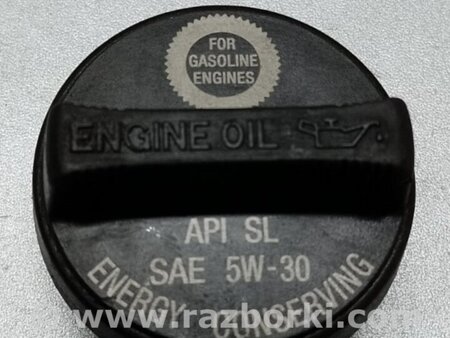 FOR
GASOLINE
ENGINES
ENGINE OIL
API SL
SAE 5W-30
ENERGY CONSERVING
www.razborki.com